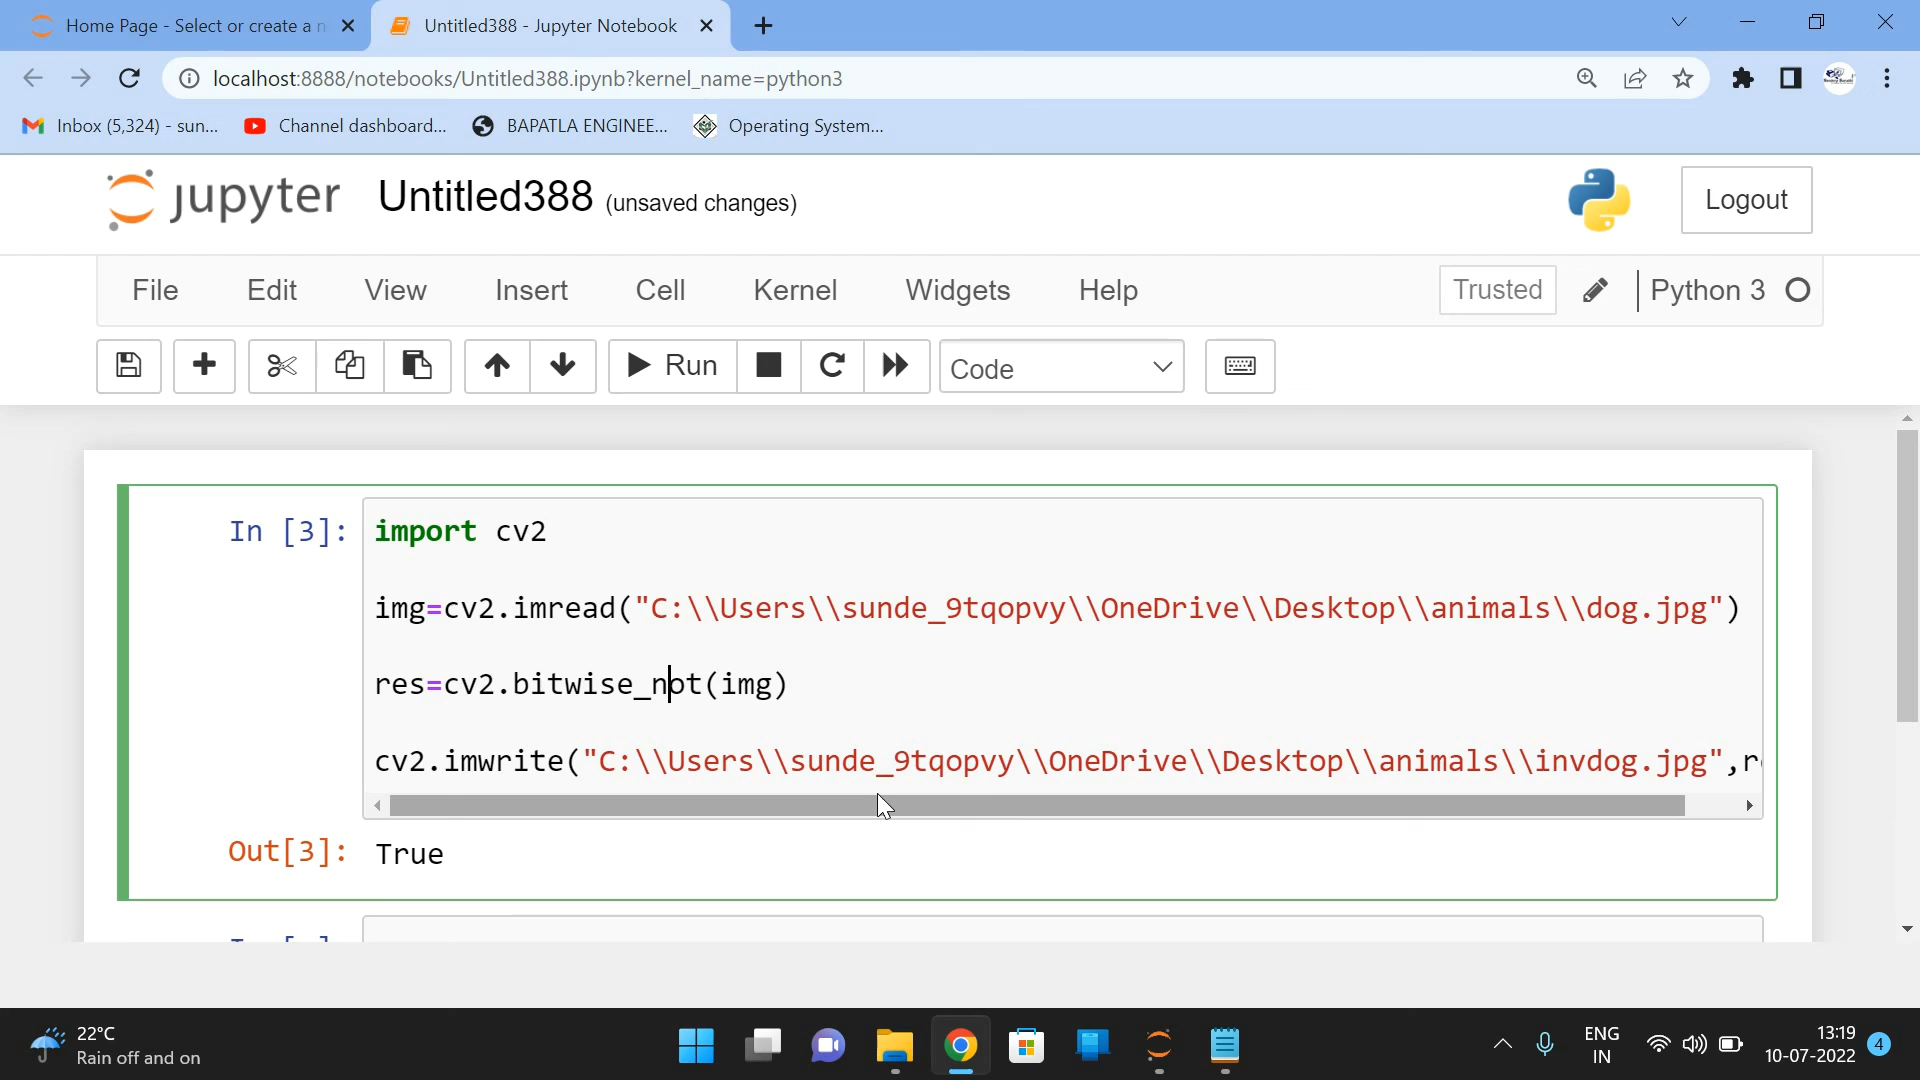 Home Page - Select or create a n
Untitled388 - Jupyter Notebook
localhost:8888/notebooks/Untitled388.ipynb?kernel_name=python3
Inbox (5,324) - sun...
Channel dashboard...
BAPATLA ENGINEE...
Operating System...
jupyter
Untitled388 (unsaved changes)
Logout
File Edit View Insert Cell Kernel Widgets Help
Trusted
Python 3
Run
Code
In [3]:
import cv2
img=cv2.imread("C:\\Users\\sunde_9tqopvy\\OneDrive\\Desktop\\animals\\dog.jpg")
res=cv2.bitwise_not(img)
cv2.imwrite("C:\\Users\\sunde_9tqopvy\\OneDrive\\Desktop\\animals\\invdog.jpg",r
Out[3]: True
22°C
Rain off and on
ENG
IN
13:19
10-07-2022
4